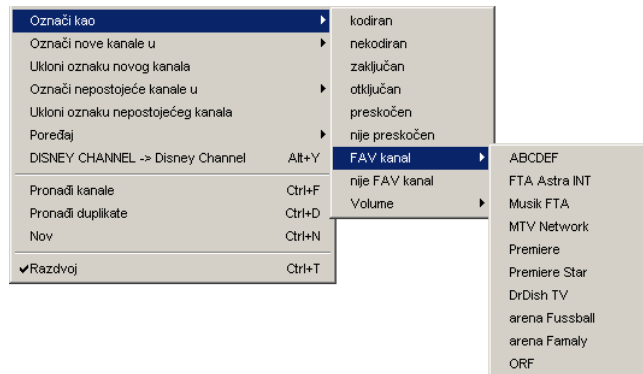 Označi kao
Označi nove kanale u
Ukloni oznaku novog kanala
Označi nepostojeće kanale u
Ukloni oznaku nepostojećeg kanala
Poređaj
DISNEY CHANNEL -> Disney Channel Alt+Y
Pronađi kanale Ctrl+F
Pronađi duplikate Ctrl+D
Nov Ctrl+N
✔Razdvoj Ctrl+T
kodiran
nekodiran
zaključan
otključan
preskočen
nije preskočen
FAV kanal
nije FAV kanal
Volume
ABCDEF
FTA Astra INT
Musik FTA
MTV Network
Premiere
Premiere Star
DrDish TV
arena Fussball
arena Famaly
ORF